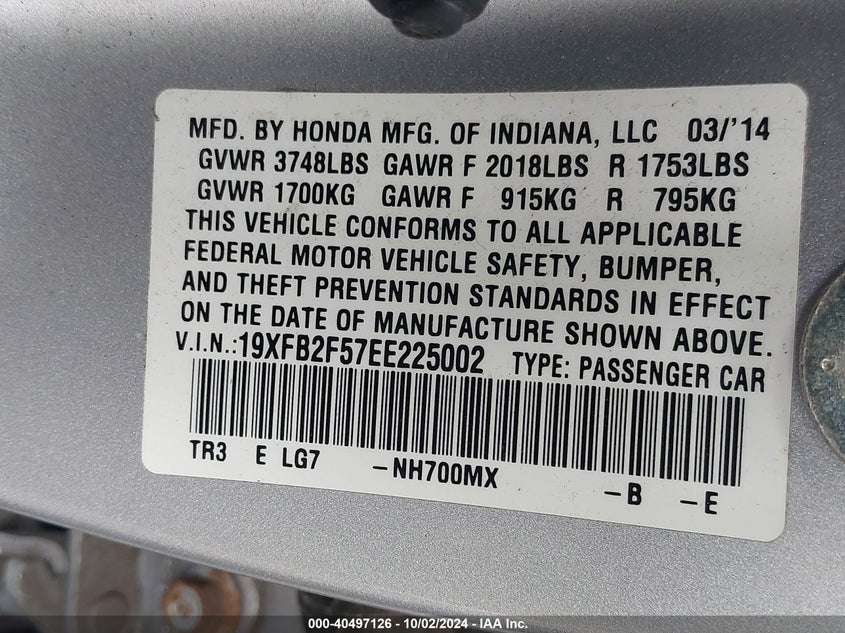 MFD. BY HONDA MFG. OF INDIANA, LLC 03/'14
GVWR 3748LBS GAWR F 2018LBS R 1753LBS
GVWR 1700KG GAWR F 915KG R 795KG
THIS VEHICLE CONFORMS TO ALL APPLICABLE
FEDERAL MOTOR VEHICLE SAFETY, BUMPER,
AND THEFT PREVENTION STANDARDS IN EFFECT
ON THE DATE OF MANUFACTURE SHOWN ABOVE.
V.I.N.:19XFB2F57EE225002 TYPE: PASSENGER CAR
TR3 E LG7 -NH700MX -B -E
000-40497126 - 10/02/2024 - IAA Inc.